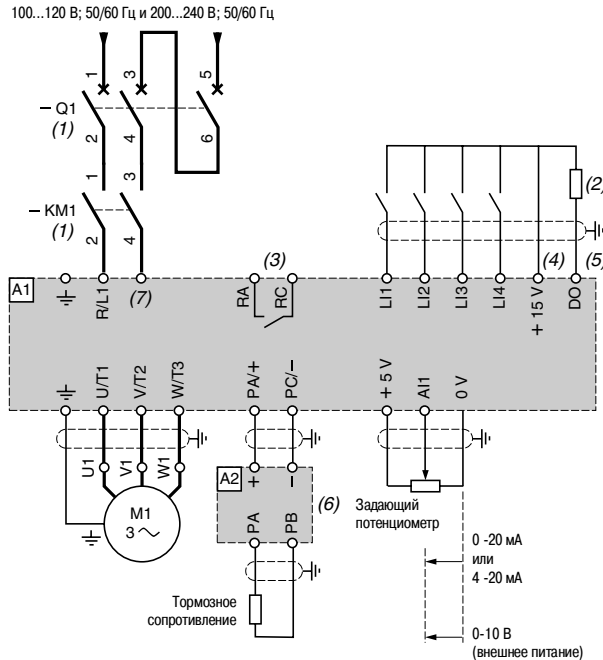 100...120 В; 50/60 Гц и 200...240 В; 50/60 Гц
1 3 5
– Q1
(1)
2 4 6
1 3
– KM1
(1)
2 4
(2)
(3) (4) (5)
A1
R/L1 (7) RA RC LI1 LI2 LI3 LI4 + 15 V DO
U/T1 V/T2 W/T3 PA/+ PC/– + 5 V AI1 0 V
U1 V1 W1
A2 + –
(6)
M1
3
PA PB
Задающий
потенциометр
0 -20 мА
или
4 -20 мА
Тормозное
сопротивление
0-10 В
(внешнее питание)